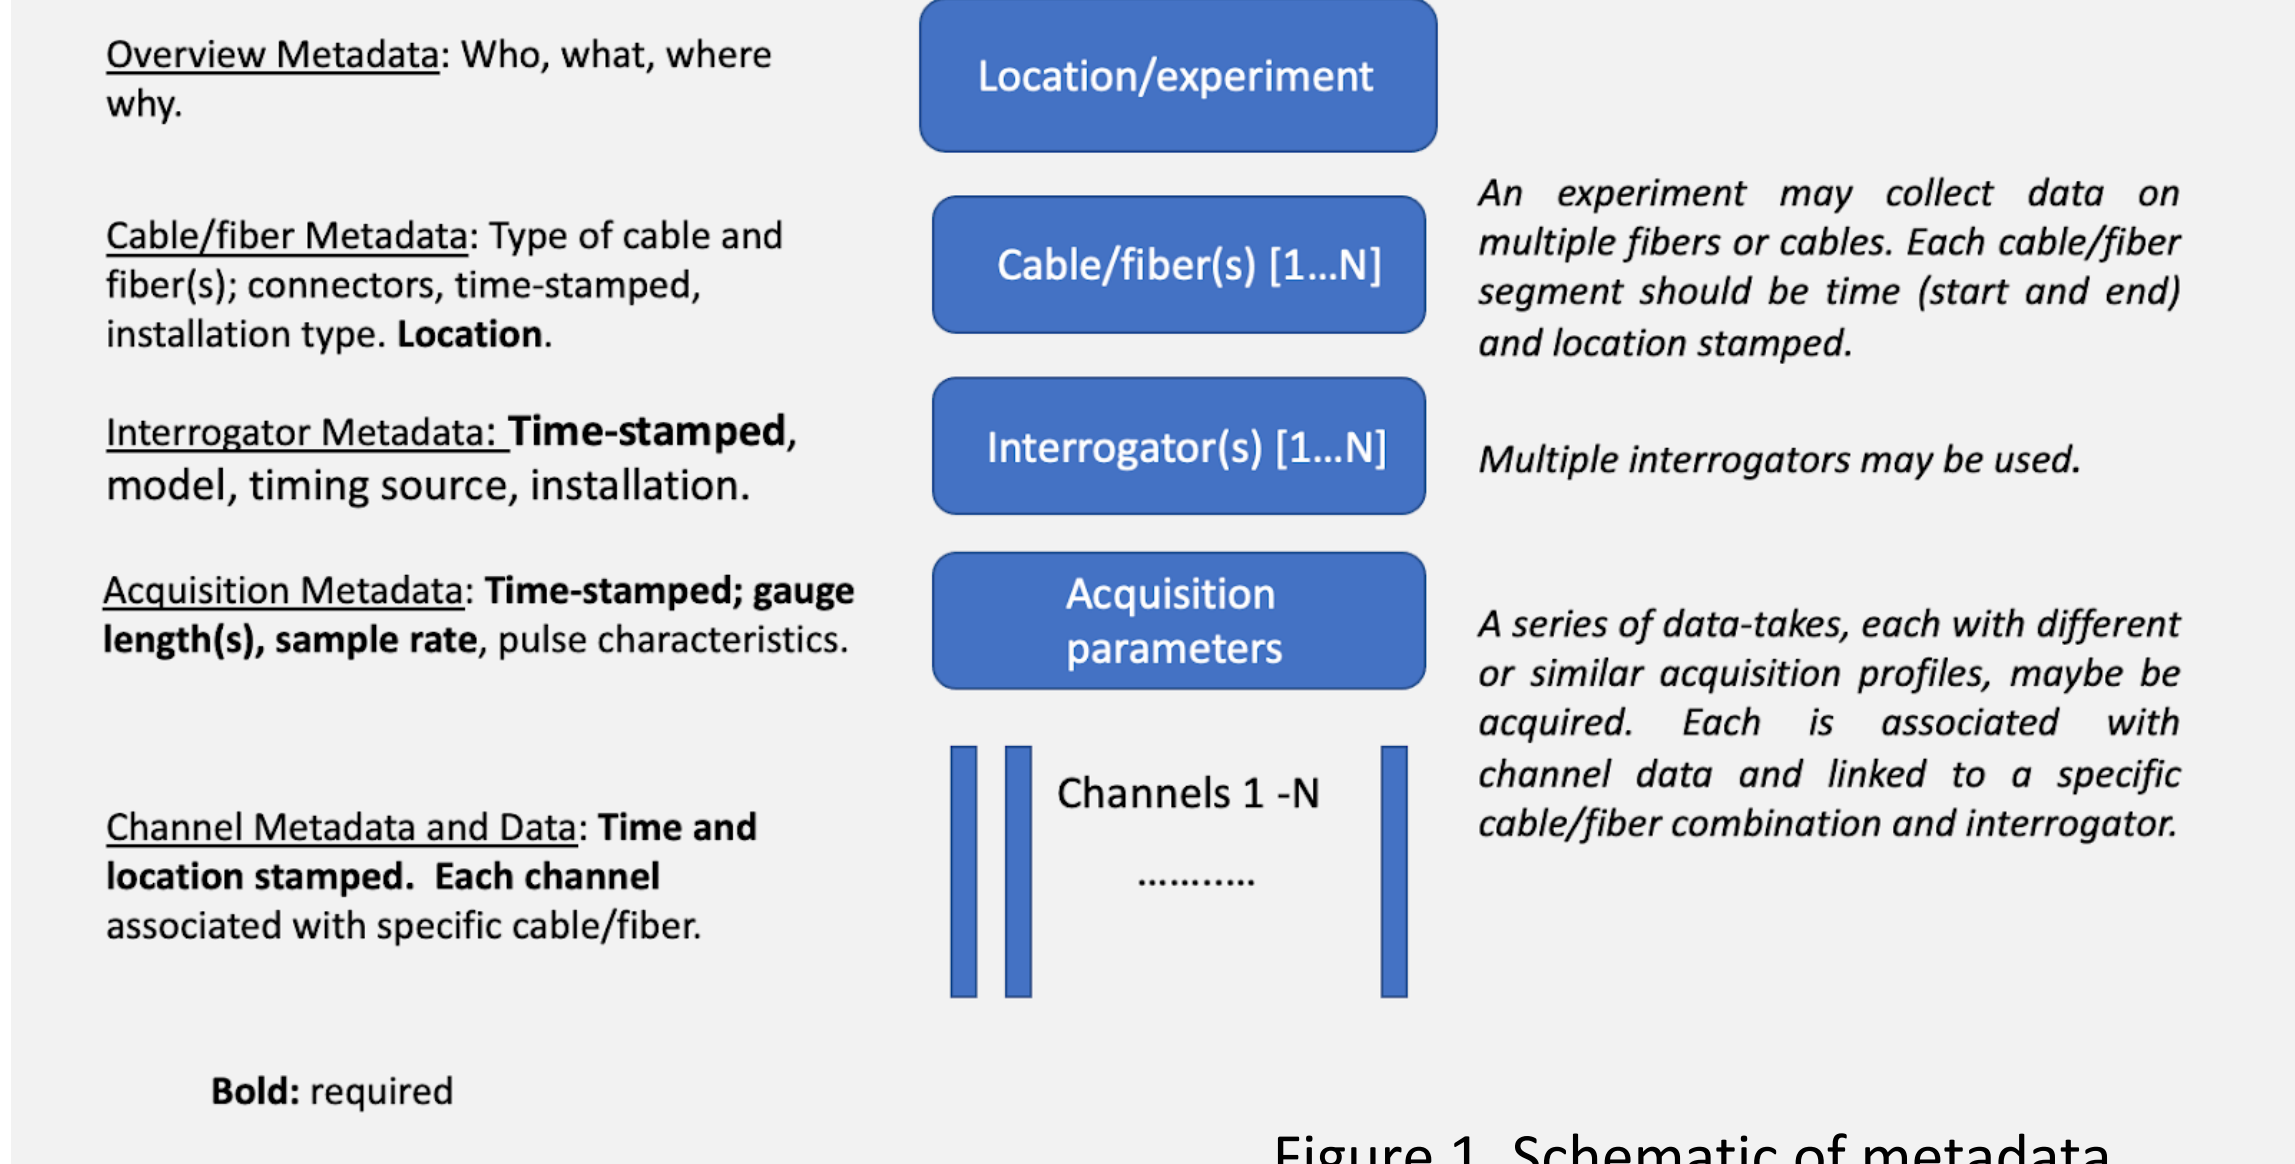 Overview Metadata: Who, what, where
why.
Location/experiment
Cable/fiber Metadata: Type of cable and
fiber(s); connectors, time-stamped,
installation type. Location.
Cable/fiber(s) [1...N]
An experiment may collect data on
multiple fibers or cables. Each cable/fiber
segment should be time (start and end)
and location stamped.
Interrogator Metadata: Time-stamped,
model, timing source, installation.
Interrogator(s) [1...N]
Multiple interrogators may be used.
Acquisition Metadata: Time-stamped; gauge
length(s), sample rate, pulse characteristics.
Acquisition
parameters
A series of data-takes, each with different
or similar acquisition profiles, maybe be
acquired. Each is associated with
channel data and linked to a specific
cable/fiber combination and interrogator.
Channel Metadata and Data: Time and
location stamped. Each channel
associated with specific cable/fiber.
Channels 1 -N
...........
Bold: required
Figure 1. Schematic of metadata